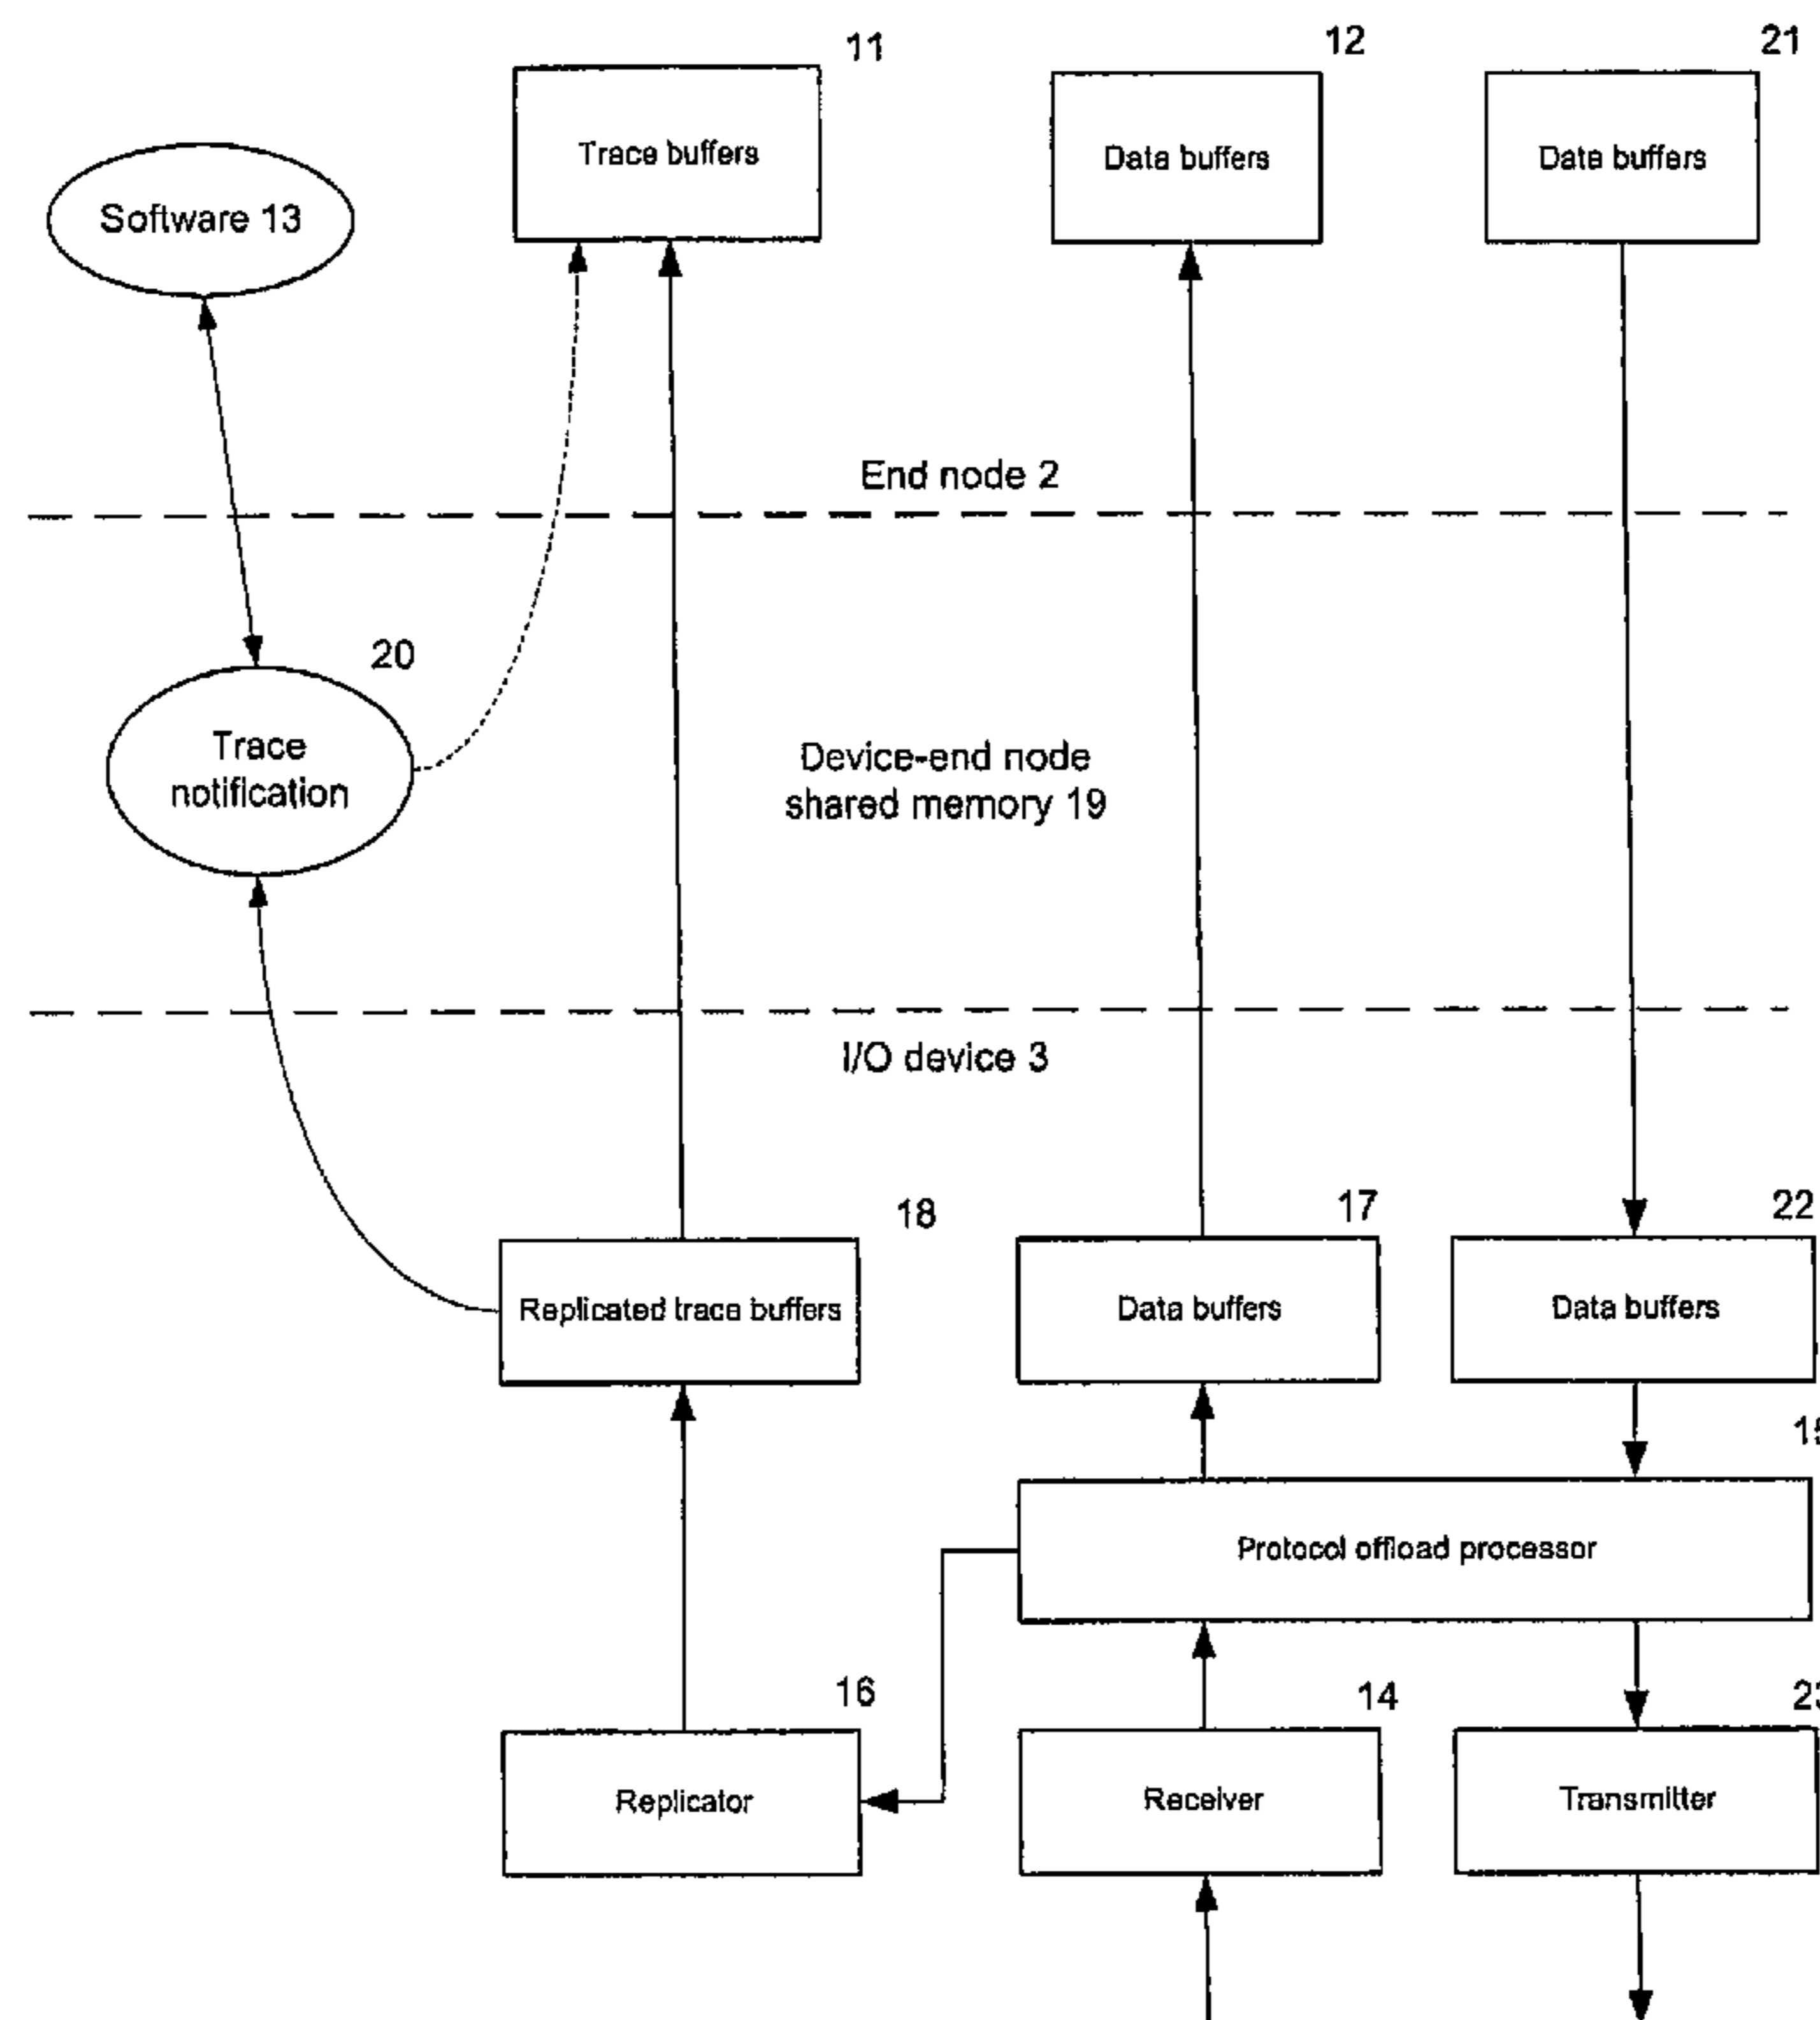 11
12
21
Trace buffers
Data buffers
Data buffers
Software 13
End node 2
20
Trace
notification
Device-end node
shared memory 19
I/O device 3
18
17
22
Replicated trace buffers
Data buffers
Data buffers
Protocol offload processor
16
14
Replicator
Receiver
Transmitter